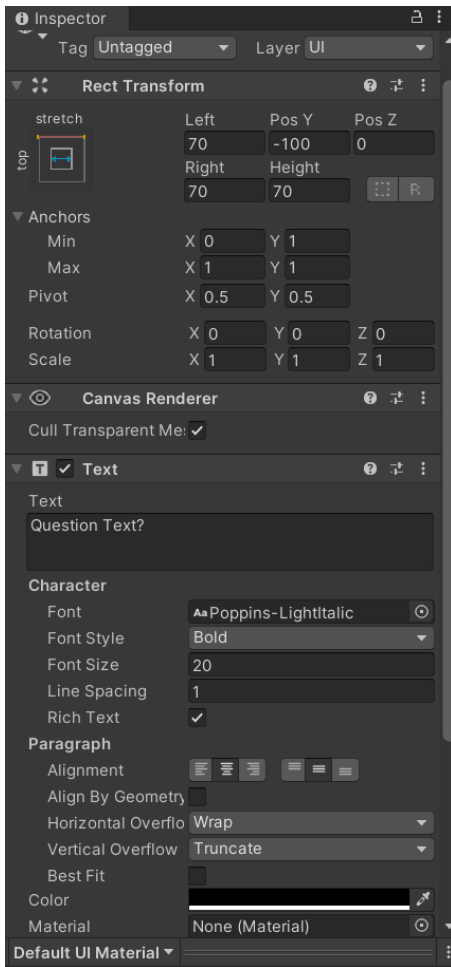 Inspector
Tag Untagged Layer UI
Rect Transform
stretch Left Pos Y Pos Z
top 70 -100 0
Right Height
70 70 R
Anchors
Min X 0 Y 1
Max X 1 Y 1
Pivot X 0.5 Y 0.5
Rotation X 0 Y 0 Z 0
Scale X 1 Y 1 Z 1
Canvas Renderer
Cull Transparent Me
T Text
Text
Question Text?
Character
Font Aa Poppins-LightItalic
Font Style Bold
Font Size 20
Line Spacing 1
Rich Text
Paragraph
Alignment
Align By Geometry
Horizontal Overflo Wrap
Vertical Overflow Truncate
Best Fit
Color
Material None (Material)
Default UI Material